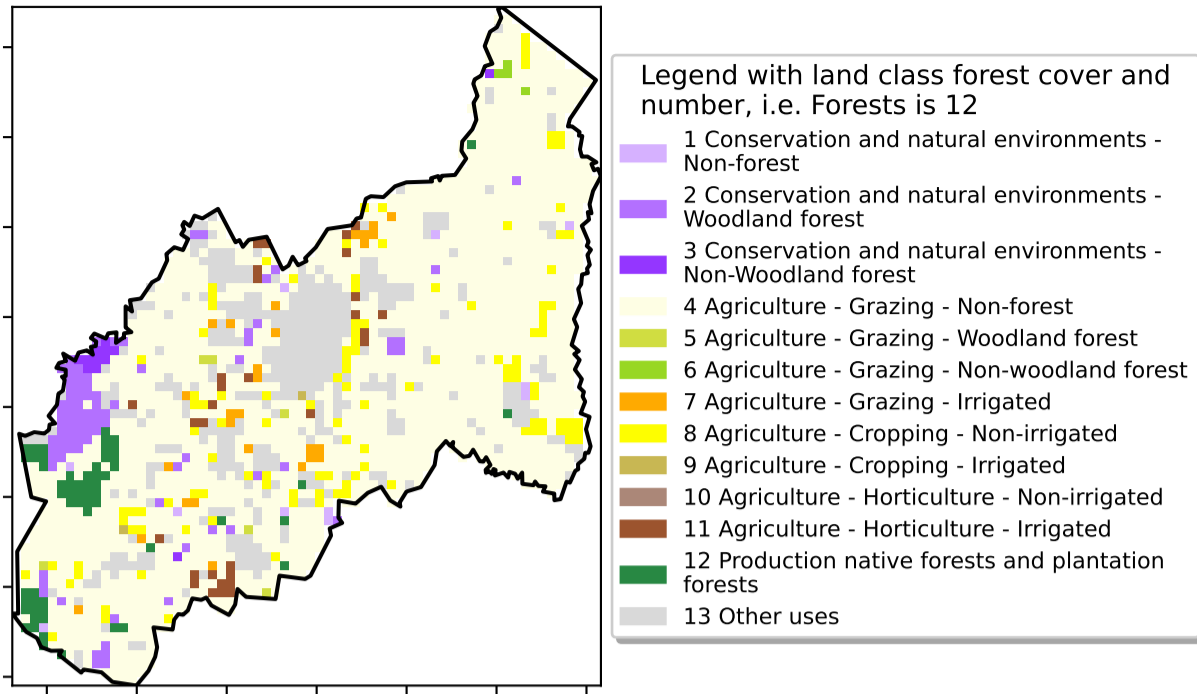 Legend with land class forest cover and
number, i.e. Forests is 12
1 Conservation and natural environments -
Non-forest
2 Conservation and natural environments -
Woodland forest
3 Conservation and natural environments -
Non-Woodland forest
4 Agriculture - Grazing - Non-forest
5 Agriculture - Grazing - Woodland forest
6 Agriculture - Grazing - Non-woodland forest
7 Agriculture - Grazing - Irrigated
8 Agriculture - Cropping - Non-irrigated
9 Agriculture - Cropping - Irrigated
10 Agriculture - Horticulture - Non-irrigated
11 Agriculture - Horticulture - Irrigated
12 Production native forests and plantation
forests
13 Other uses